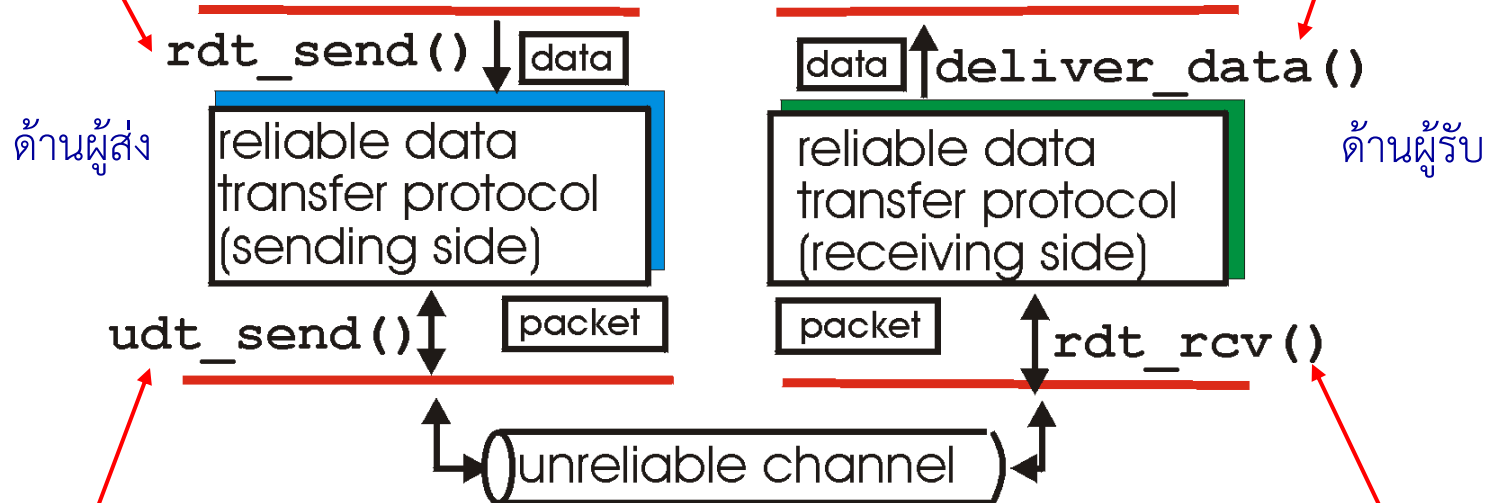 rdt_send()
data
data
deliver_data()
ด้านผู้ส่ง
reliable data
transfer protocol
(sending side)
reliable data
transfer protocol
(receiving side)
ด้านผู้รับ
udt_send()
packet
packet
rdt_rcv()
unreliable channel